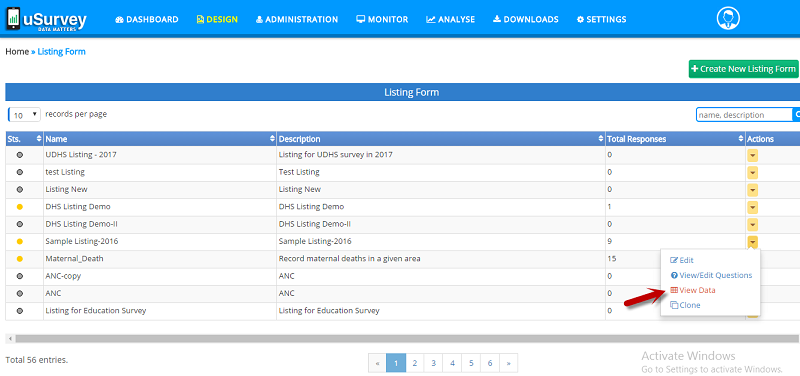 uSurvey
DATA MATTERS
DASHBOARD DESIGN ADMINISTRATION MONITOR ANALYSE DOWNLOADS SETTINGS
Home » Listing Form
+ Create New Listing Form
Listing Form
10 records per page name, description
Sts. Name Description Total Responses Actions
UDHS Listing - 2017 Listing for UDHS survey in 2017 0
test Listing Test Listing 0
Listing New Listing New 0
DHS Listing Demo DHS Listing Demo 1
DHS Listing Demo-II DHS Listing Demo-II 0
Sample Listing-2016 Sample Listing-2016 9
Maternal_Death Record maternal deaths in a given area 15
ANC-copy ANC 0
ANC ANC 0
Listing for Education Survey Listing for Education Survey 0
Edit
View/Edit Questions
View Data
Clone
Total 56 entries.
« 1 2 3 4 5 6 »
Activate Windows
Go to Settings to activate Windows.